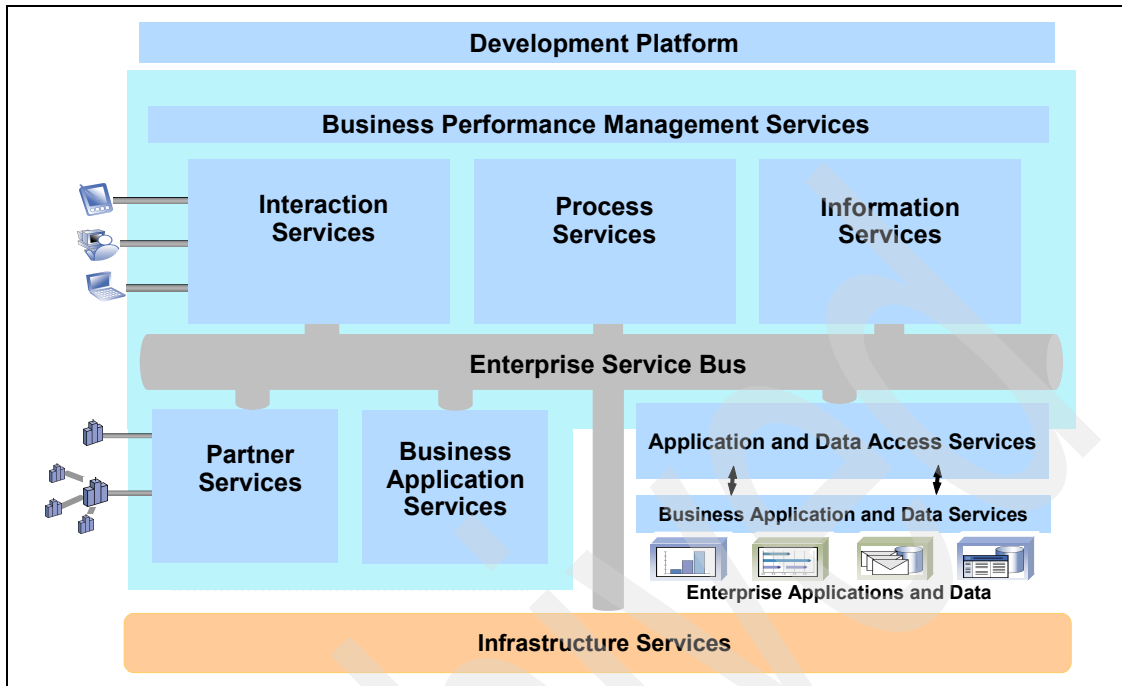 Development Platform
Business Performance Management Services
Interaction
Services
Process
Services
Information
Services
Enterprise Service Bus
Partner
Services
Business
Application
Services
Application and Data Access Services
Business Application and Data Services
Enterprise Applications and Data
Infrastructure Services